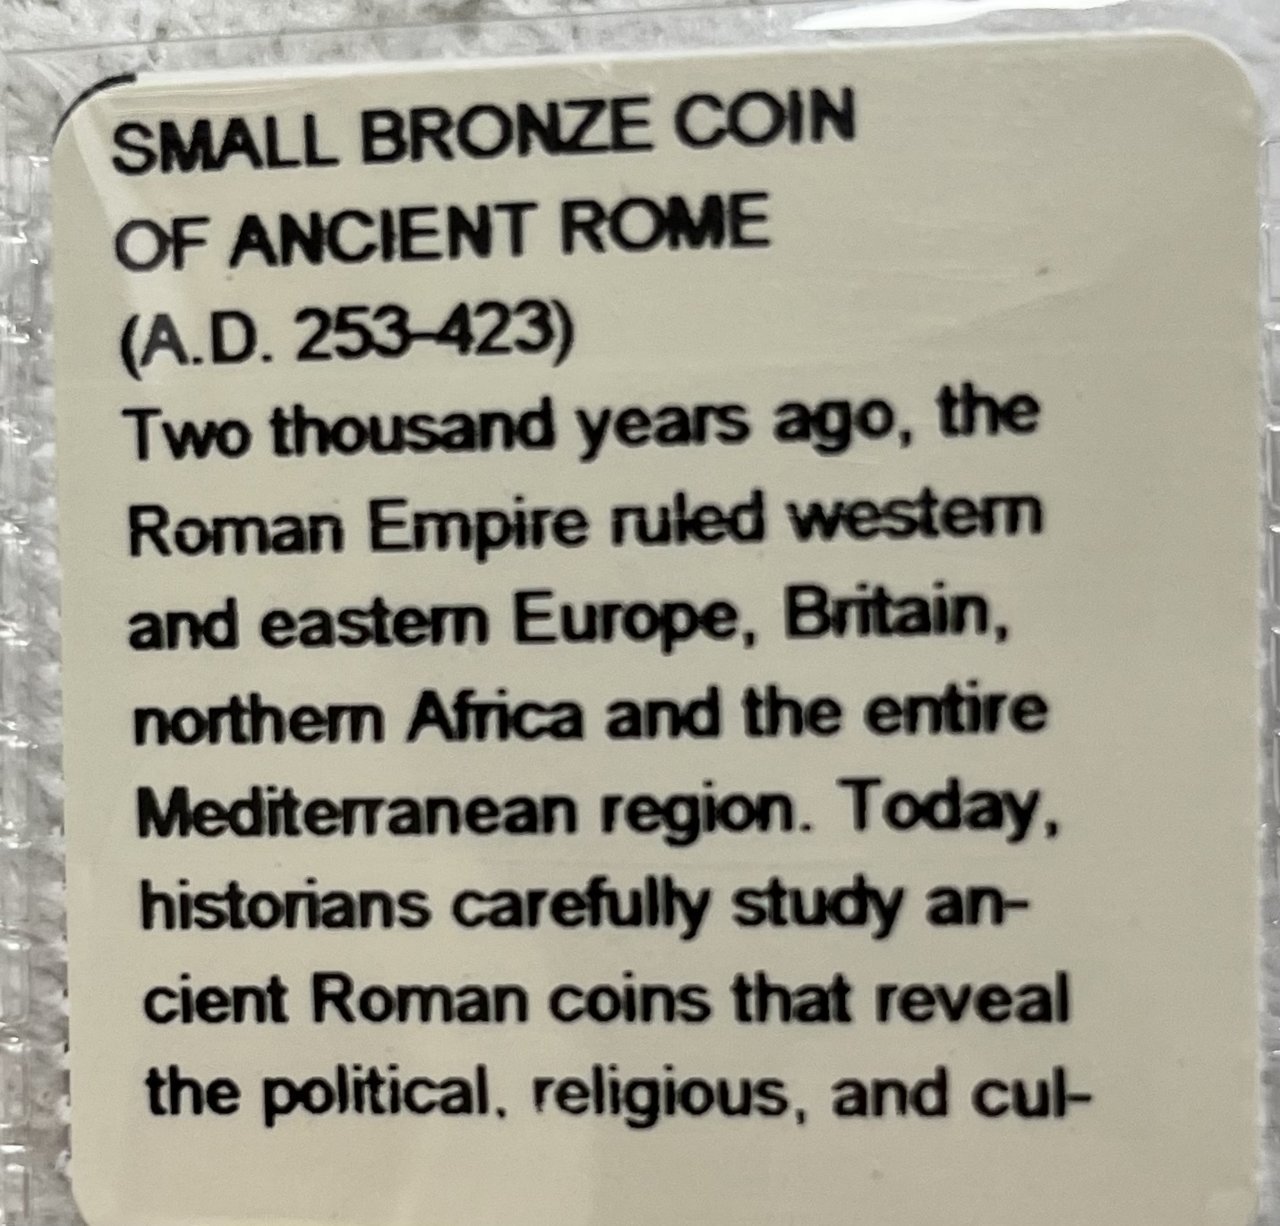 SMALL BRONZE COIN
OF ANCIENT ROME
(A.D. 253-423)
Two thousand years ago, the
Roman Empire ruled western
and eastern Europe, Britain,
northern Africa and the entire
Mediterranean region. Today,
historians carefully study an-
cient Roman coins that reveal
the political, religious, and cul-